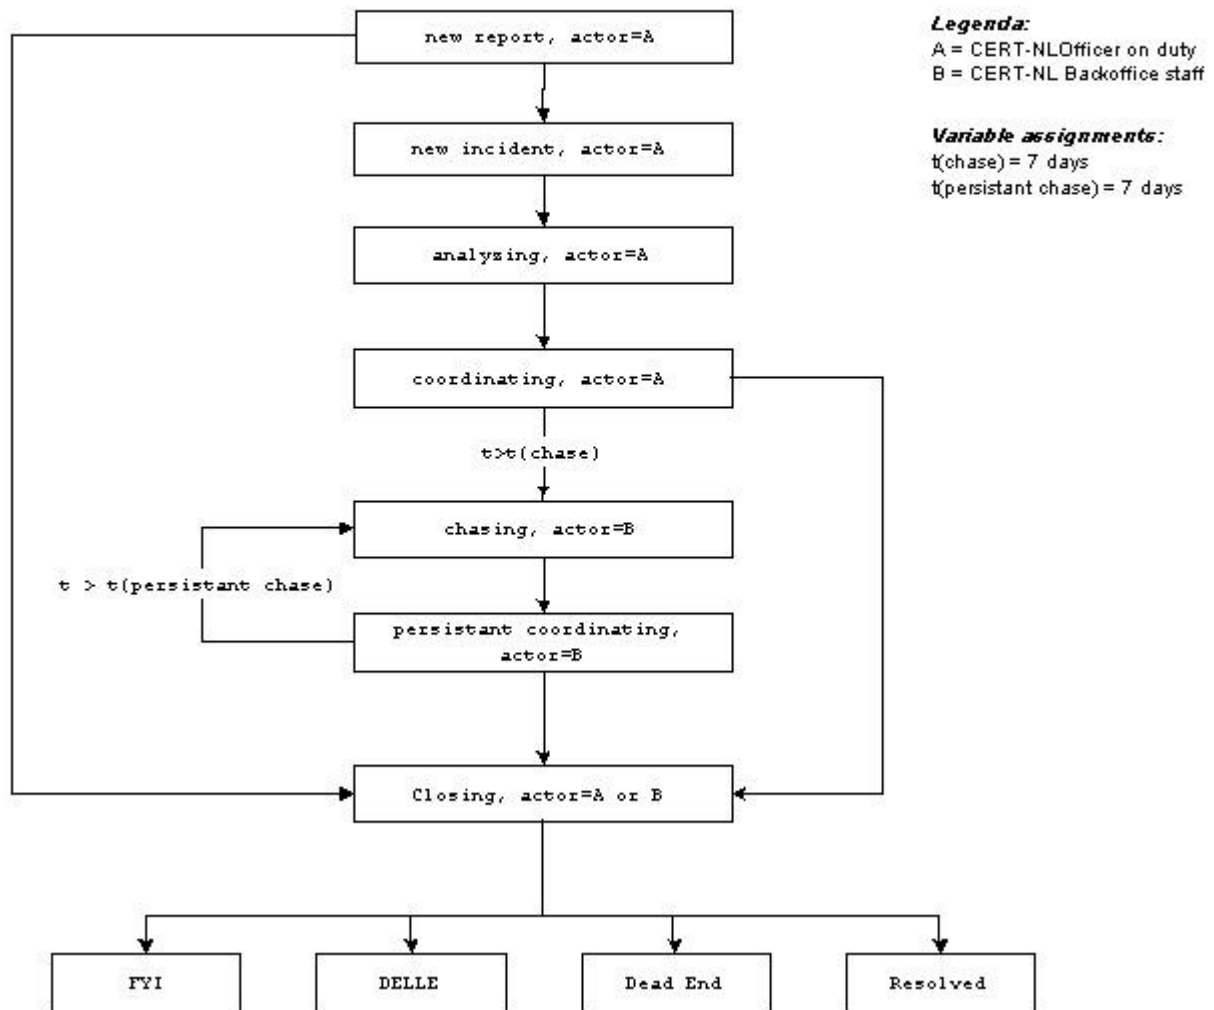 new report, actor=A
Legenda:
A = CERT-NLOfficer on duty
B = CERT-NL Backoffice staff
new incident, actor=A
Variable assignments:
t(chase) = 7 days
t(persistant chase) = 7 days
analyzing, actor=A
coordinating, actor=A
t>t(chase)
chasing, actor=B
t > t(persistant chase)
persistant coordinating,
actor=B
Closing, actor=A or B
FYI
DELLE
Dead End
Resolved